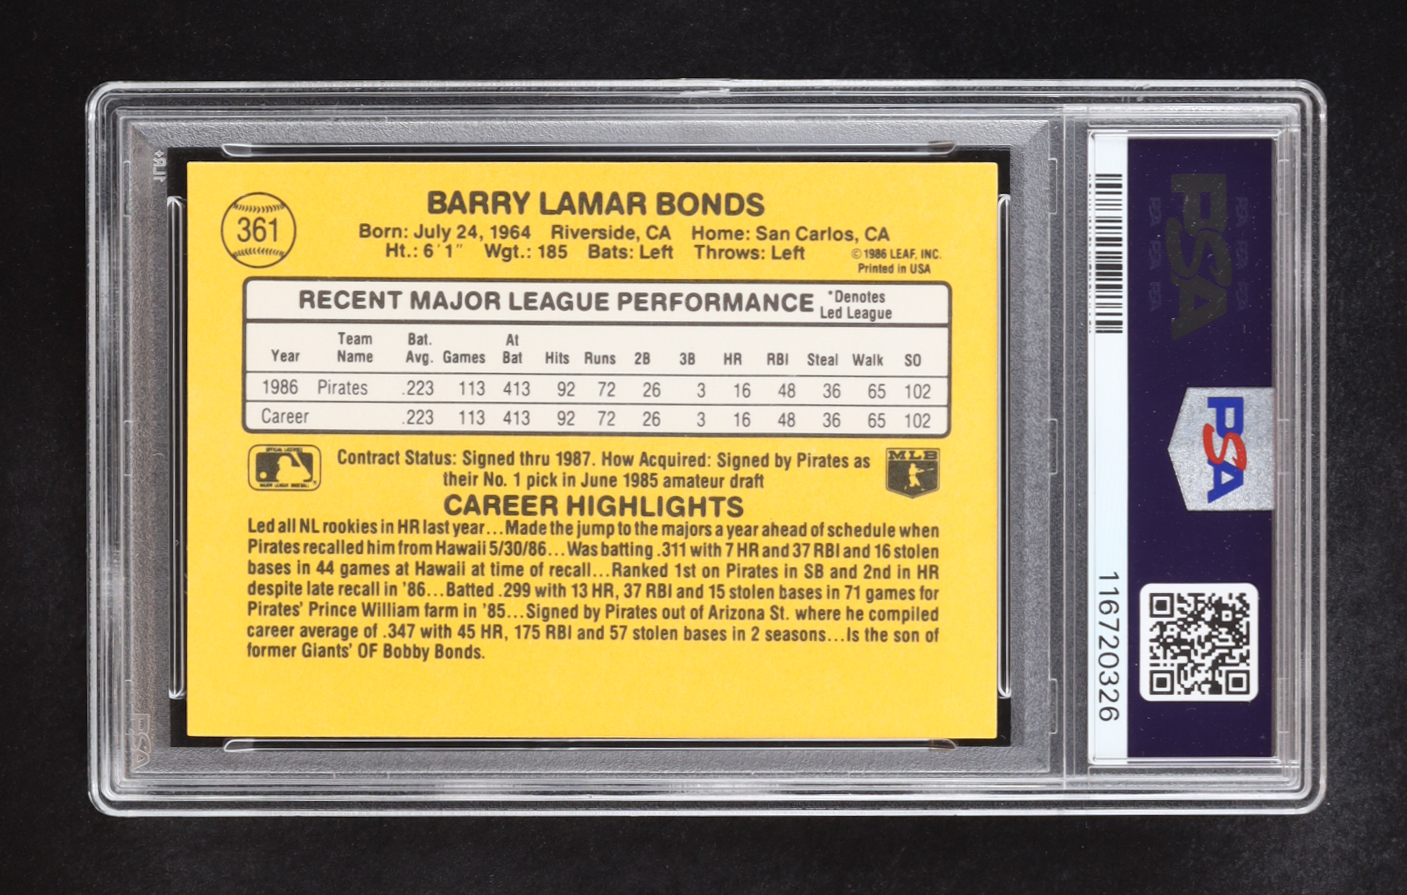 361
BARRY LAMAR BONDS
Born: July 24, 1964 Riverside, CA Home: San Carlos, CA
Ht.: 6'1" Wgt.: 185 Bats: Left Throws: Left
©1986 LEAF, INC.
Printed in USA
RECENT MAJOR LEAGUE PERFORMANCE
*Denotes
Led League
Year Team Name Bat. Avg. Games At Bat Hits Runs 2B 3B HR RBI Steal Walk SO
1986 Pirates .223 113 413 92 72 26 3 16 48 36 65 102
Career .223 113 413 92 72 26 3 16 48 36 65 102
Contract Status: Signed thru 1987. How Acquired: Signed by Pirates as
their No. 1 pick in June 1985 amateur draft
MLB
CAREER HIGHLIGHTS
Led all NL rookies in HR last year...Made the jump to the majors a year ahead of schedule when
Pirates recalled him from Hawaii 5/30/86...Was batting .311 with 7 HR and 37 RBI and 16 stolen
bases in 44 games at Hawaii at time of recall...Ranked 1st on Pirates in SB and 2nd in HR
despite late recall in '86...Batted .299 with 13 HR, 37 RBI and 15 stolen bases in 71 games for
Pirates' Prince William farm in '85...Signed by Pirates out of Arizona St. where he compiled
career average of .347 with 45 HR, 175 RBI and 57 stolen bases in 2 seasons...Is the son of
former Giants' OF Bobby Bonds.
PSA
PSA
116720326
PSA